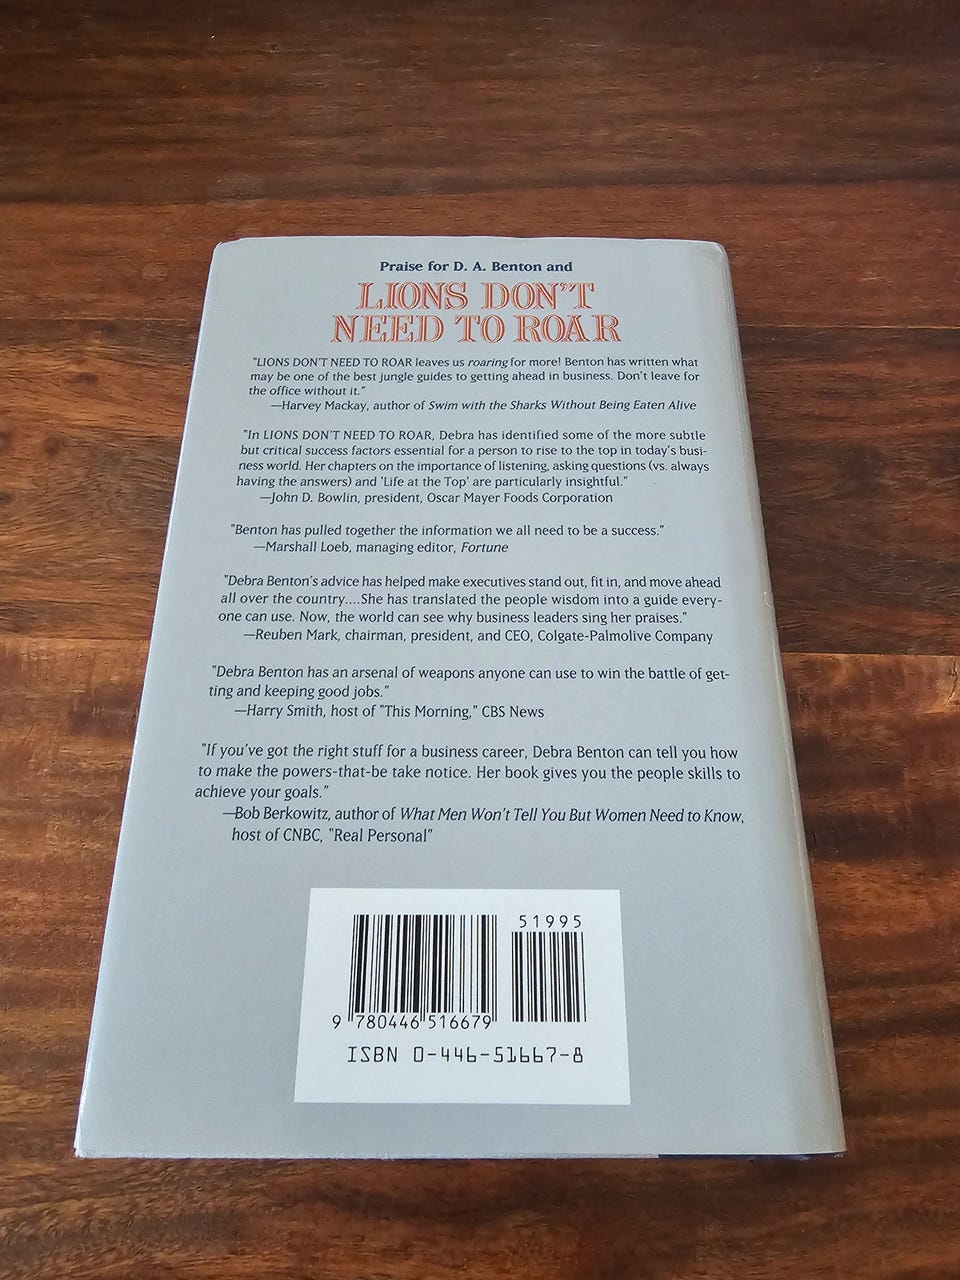 Praise for D. A. Benton and
LIONS DON'T
NEED TO ROAR
"LIONS DON'T NEED TO ROAR leaves us roaring for more! Benton has written what
may be one of the best jungle guides to getting ahead in business. Don't leave for
the office without it."
—Harvey Mackay, author of Swim with the Sharks Without Being Eaten Alive
"In LIONS DON'T NEED TO ROAR, Debra has identified some of the more subtle
but critical success factors essential for a person to rise to the top in today's busi-
ness world. Her chapters on the importance of listening, asking questions (vs. always
having the answers) and 'Life at the Top' are particularly insightful."
—John D. Bowlin, president, Oscar Mayer Foods Corporation
"Benton has pulled together the information we all need to be a success."
—Marshall Loeb, managing editor, Fortune
"Debra Benton's advice has helped make executives stand out, fit in, and move ahead
all over the country....She has translated the people wisdom into a guide every-
one can use. Now, the world can see why business leaders sing her praises."
—Reuben Mark, chairman, president, and CEO, Colgate-Palmolive Company
"Debra Benton has an arsenal of weapons anyone can use to win the battle of get-
ting and keeping good jobs."
—Harry Smith, host of "This Morning," CBS News
"If you've got the right stuff for a business career, Debra Benton can tell you how
to make the powers-that-be take notice. Her book gives you the people skills to
achieve your goals."
—Bob Berkowitz, author of What Men Won't Tell You But Women Need to Know,
host of CNBC, "Real Personal"
51995
9 780446 516679
ISBN 0-446-51667-8